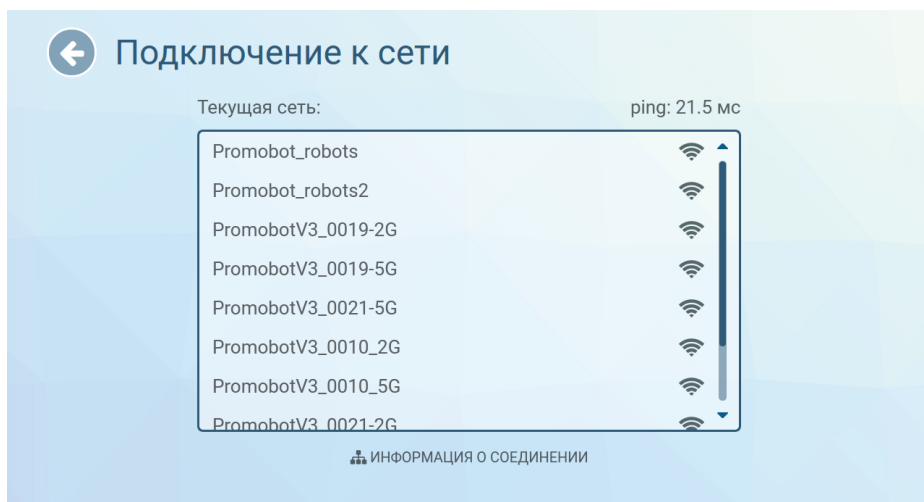 Подключение к сети
Текущая сеть: ping: 21.5 мс
Promobot_robots
Promobot_robots2
PromobotV3_0019-2G
PromobotV3_0019-5G
PromobotV3_0021-5G
PromobotV3_0010_2G
PromobotV3_0010_5G
PromobotV3_0021-2G
ИНФОРМАЦИЯ О СОЕДИНЕНИИ